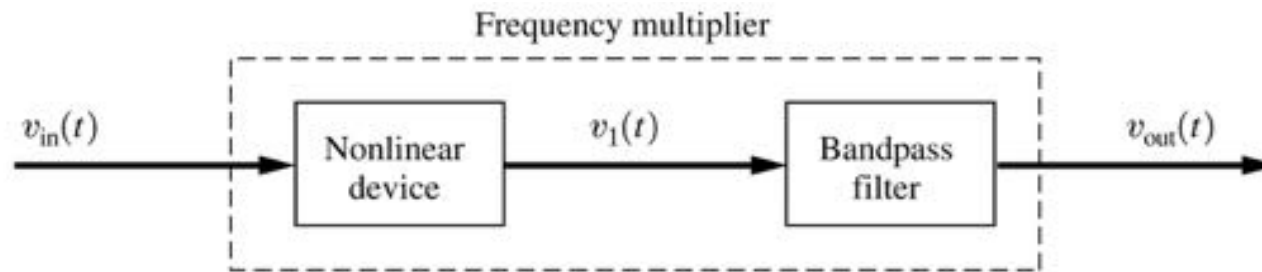 Frequency multiplier
v_in(t)
Nonlinear
device
v_1(t)
Bandpass
filter
v_out(t)